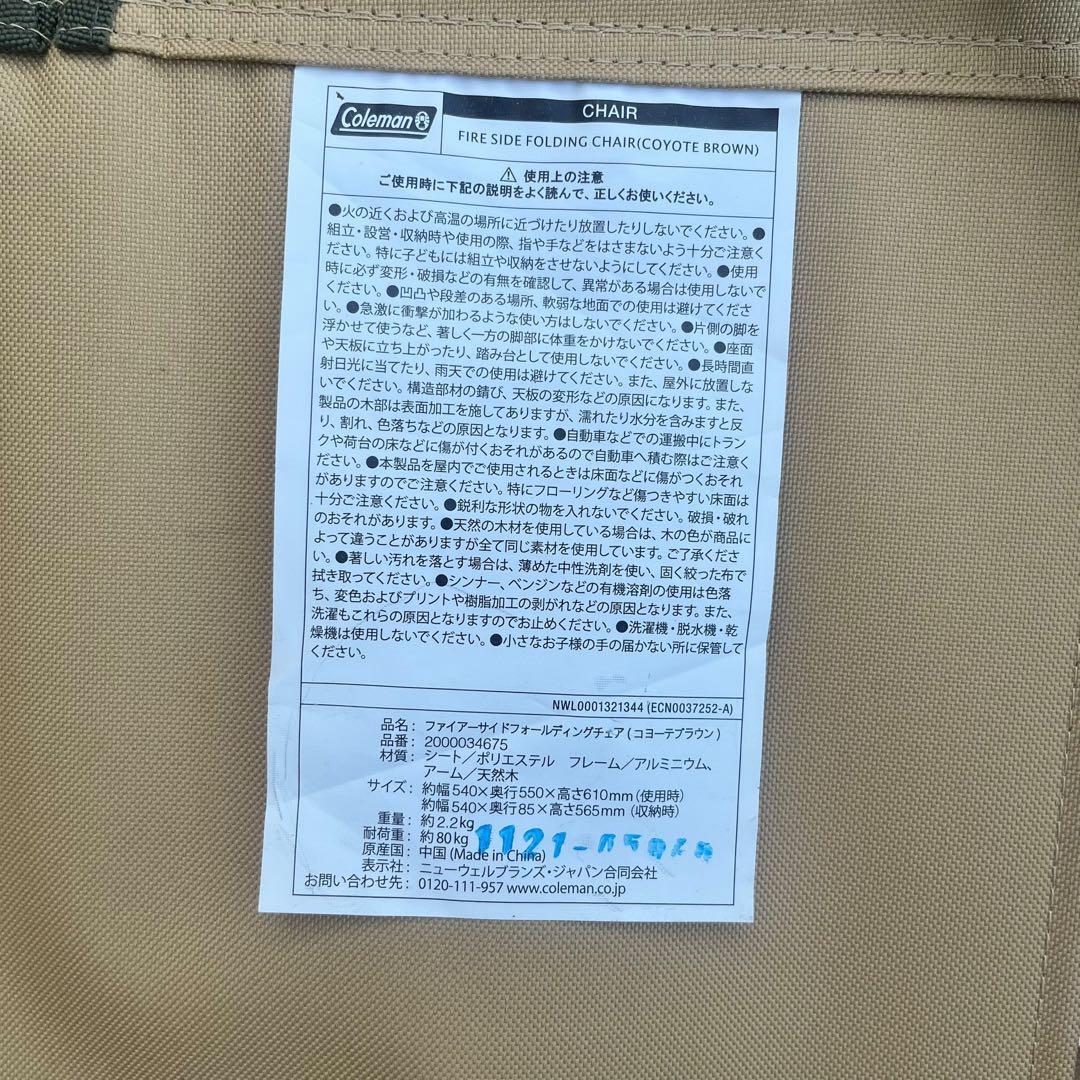 Coleman
CHAIR
FIRE SIDE FOLDING CHAIR(COYOTE BROWN)
⚠ 使用上の注意
ご使用時に下記の説明をよく読んで、正しくお使いください。
●火の近くおよび高温の場所に近づけたり放置したりしないでください。●
組立・設営・収納時や使用の際、指や手などをはさまないよう十分ご注意く
ださい。特に子どもには組立や収納をさせないようにしてください。●使用
時に必ず変形・破損などの有無を確認して、異常がある場合は使用しないで
ください。●凹凸や段差のある場所、軟弱な地面での使用は避けてくださ
い。●急激に衝撃が加わるような使い方はしないでください。●片側の脚を
浮かせて使うなど、著しく一方の脚部に体重をかけないでください。●座面
や天板に立ち上がったり、踏み台として使用しないでください。●長時間直
射日光に当てたり、雨天での使用は避けてください。また、屋外に放置しな
いでください。構造部材の錆び、天板の変形などの原因になります。また、
製品の木部は表面加工を施してありますが、濡れたり水分を含みますと反
り、割れ、色落ちなどの原因となります。●自動車などでの運搬中にトラン
クや荷台の床などに傷が付くおそれがあるので自動車へ積む際はご注意く
ださい。●本製品を屋内でご使用されるときは床面などに傷がつくおそれ
がありますのでご注意ください。特にフローリングなど傷つきやすい床面は
十分ご注意ください。●鋭利な形状の物を入れないでください。破損・破れ
のおそれがあります。●天然の木材を使用している場合は、木の色が商品に
よって違うことがありますが全て同じ素材を使用しています。ご了承くださ
い。●著しい汚れを落とす場合は、薄めた中性洗剤を使い、固く絞った布で
拭き取ってください。●シンナー、ベンジンなどの有機溶剤の使用は色落
ち、変色およびプリントや樹脂加工の剥がれなどの原因となります。また、
洗濯もこれらの原因となりますのでお止めください。●洗濯機・脱水機・乾
燥機は使用しないでください。●小さなお子様の手の届かない所に保管して
ください。
NWL0001321344 (ECN0037252-A)
品名： ファイアーサイドフォールディングチェア ( コヨーテブラウン )
品番： 2000034675
材質： シート／ポリエステル　フレーム／アルミニウム、
アーム／天然木
サイズ： 約幅540×奥行550×高さ610mm（使用時）
約幅540×奥行85×高さ565mm（収納時）
重量： 約2.2kg
耐荷重： 約80kg
1121-
原産国： 中国 (Made in China)
表示社： ニューウェルブランズ・ジャパン合同会社
お問い合わせ先： 0120-111-957 www.coleman.co.jp